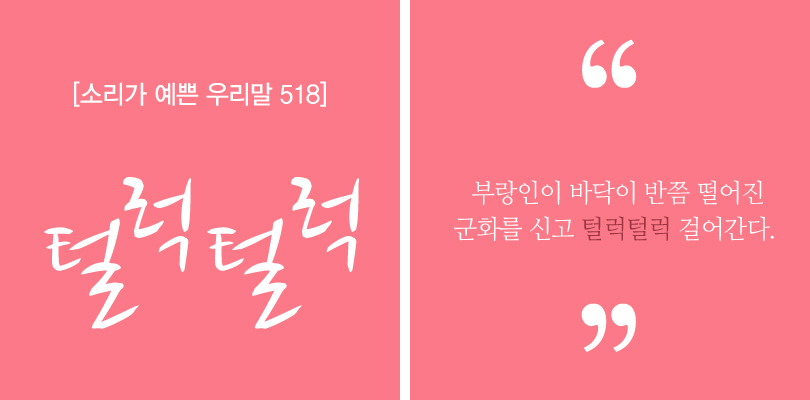 [소리가 예쁜 우리말 518]
털럭털럭
“
부랑인이 바닥이 반쯤 떨어진
군화를 신고 털럭털럭 걸어간다.
”